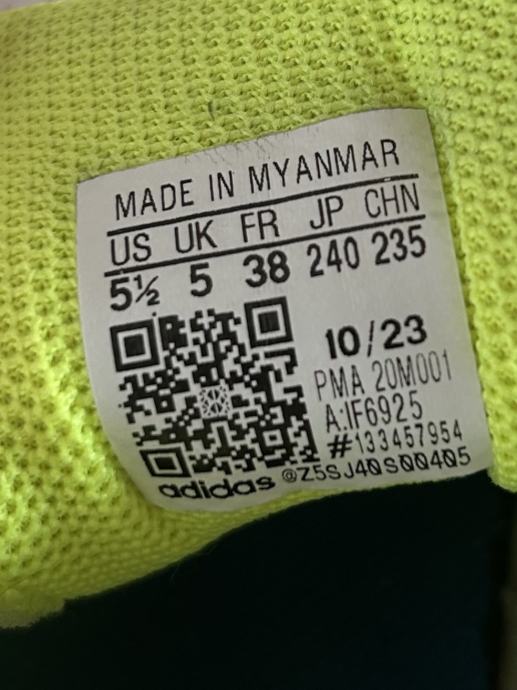 MADE IN MYANMAR
US UK FR JP CHN
5½ 5 38 240 235
10/23
PMA 20M001
A:IF6925
#133457954
@Z5SJ40S00405
adidas